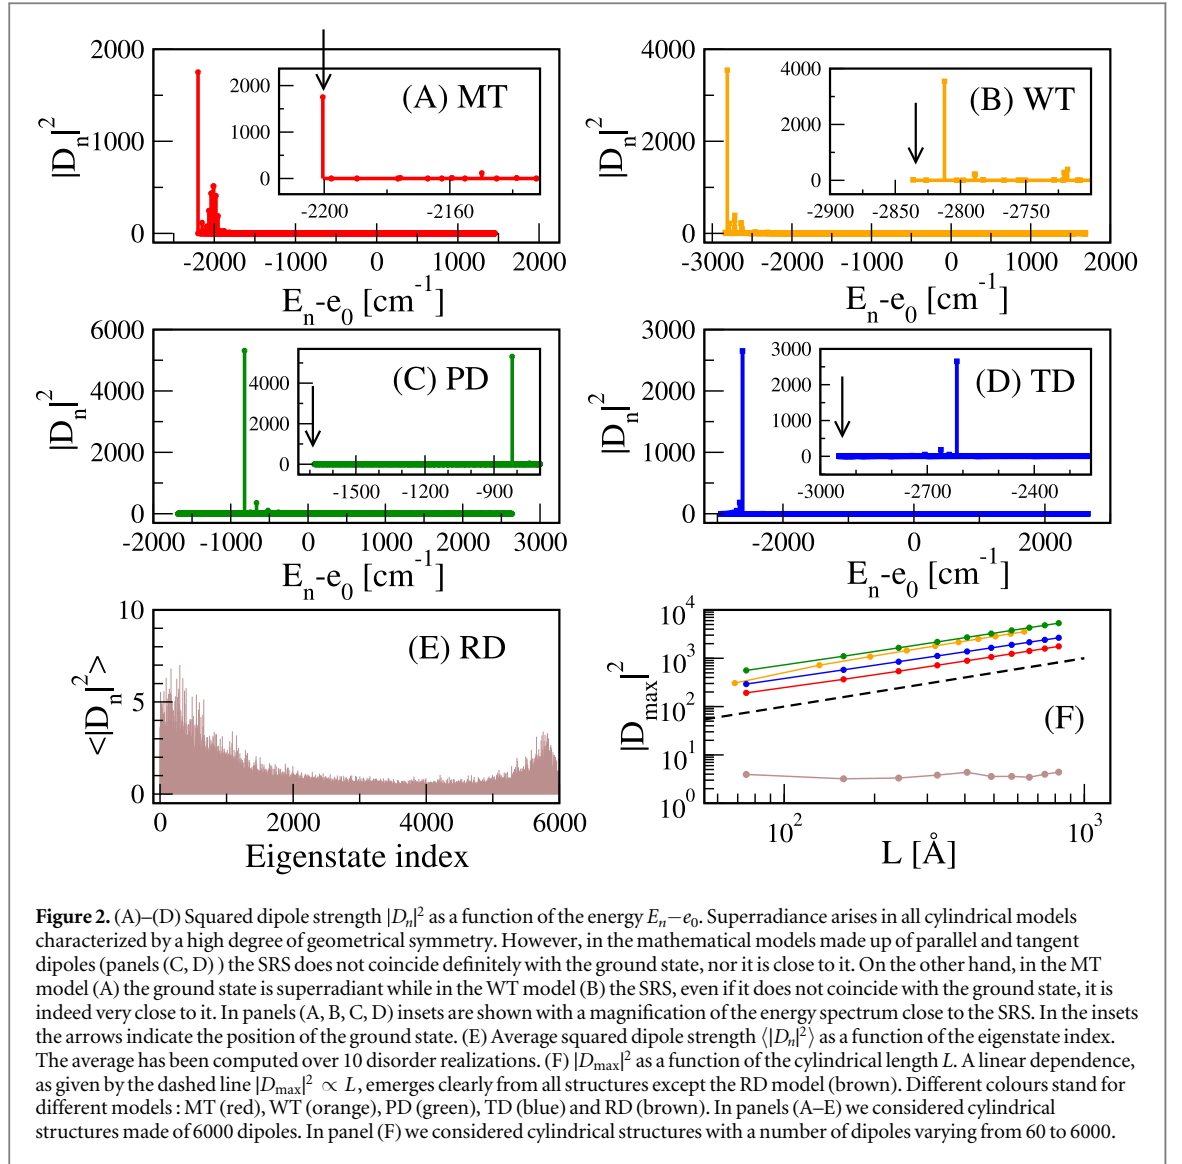 2000
1000
0
|Dn|^2
(A) MT
2000
1000
0
-2200
-2160
-2000
-1000
0
1000
2000
En-e0 [cm^-1]
4000
2000
0
|Dn|^2
(B) WT
4000
2000
0
-2900
-2850
-2800
-2750
-3000
-2000
-1000
0
1000
2000
En-e0 [cm^-1]
6000
4000
2000
0
|Dn|^2
(C) PD
4000
2000
0
-1500
-1200
-900
-2000
-1000
0
1000
2000
3000
En-e0 [cm^-1]
3000
2000
1000
0
|Dn|^2
(D) TD
3000
2000
1000
0
-3000
-2700
-2400
-2000
0
2000
En-e0 [cm^-1]
10
5
0
<|Dn|^2>
(E) RD
0
2000
4000
6000
Eigenstate index
10^4
10^3
10^2
10^1
10^0
|Dmax|^2
(F)
10^2
10^3
L [Å]
Figure 2. (A)–(D) Squared dipole strength |Dn|^2 as a function of the energy En−e0. Superradiance arises in all cylindrical models
characterized by a high degree of geometrical symmetry. However, in the mathematical models made up of parallel and tangent
dipoles (panels (C, D) ) the SRS does not coincide definitely with the ground state, nor it is close to it. On the other hand, in the MT
model (A) the ground state is superradiant while in the WT model (B) the SRS, even if it does not coincide with the ground state, it is
indeed very close to it. In panels (A, B, C, D) insets are shown with a magnification of the energy spectrum close to the SRS. In the insets
the arrows indicate the position of the ground state. (E) Average squared dipole strength ⟨|Dn|^2⟩ as a function of the eigenstate index.
The average has been computed over 10 disorder realizations. (F) |Dmax|^2 as a function of the cylindrical length L. A linear dependence,
as given by the dashed line |Dmax|^2 ∝ L, emerges clearly from all structures except the RD model (brown). Different colours stand for
different models : MT (red), WT (orange), PD (green), TD (blue) and RD (brown). In panels (A–E) we considered cylindrical
structures made of 6000 dipoles. In panel (F) we considered cylindrical structures with a number of dipoles varying from 60 to 6000.